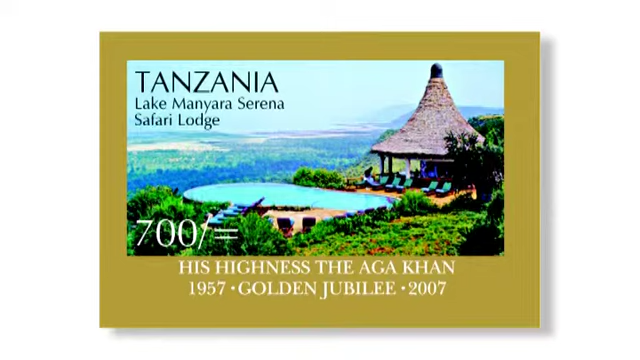 TANZANIA
Lake Manyara Serena
Safari Lodge
700/=
HIS HIGHNESS THE AGA KHAN
1957 • GOLDEN JUBILEE • 2007